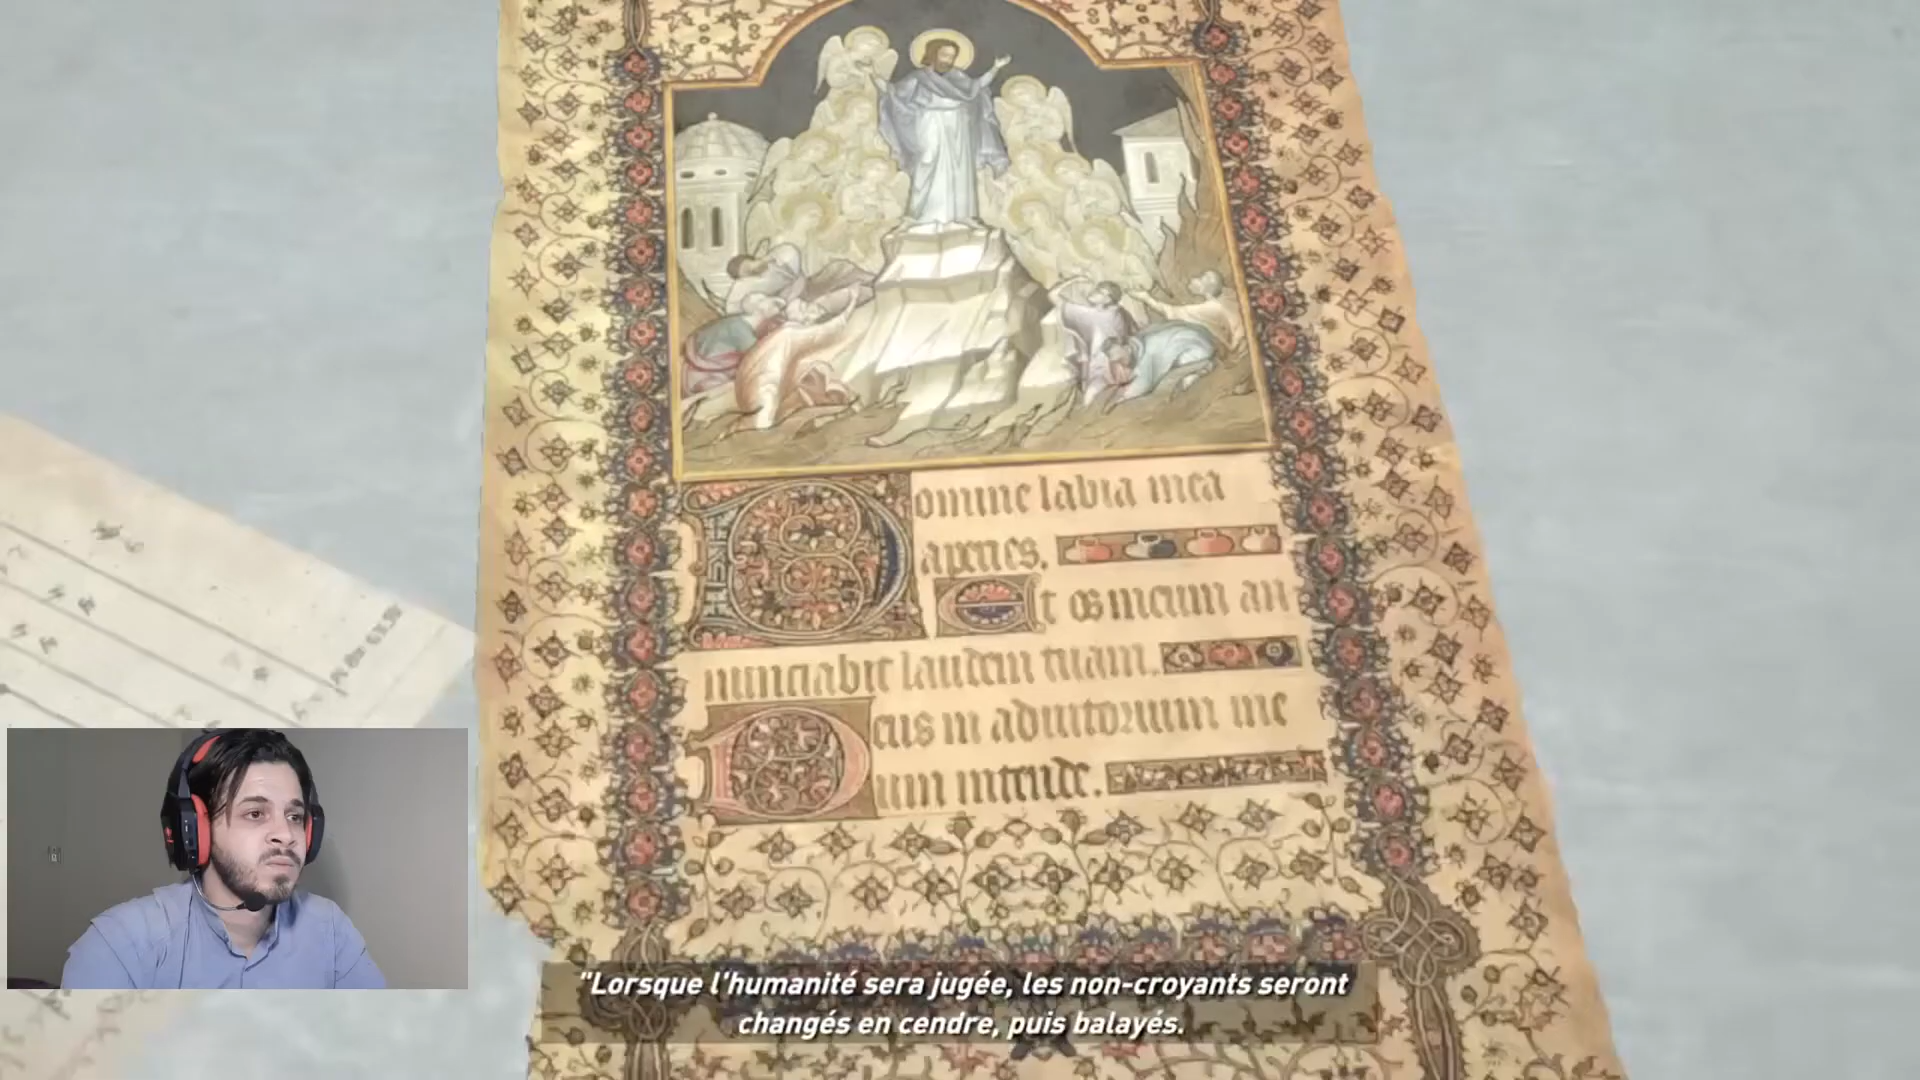 Domine labia mea
aperies.
Et os meum an
nunciabit laudem tuam.
Deus in adiutorium me
um intende.
"Lorsque l'humanité sera jugée, les non-croyants seront
changés en cendre, puis balayés.